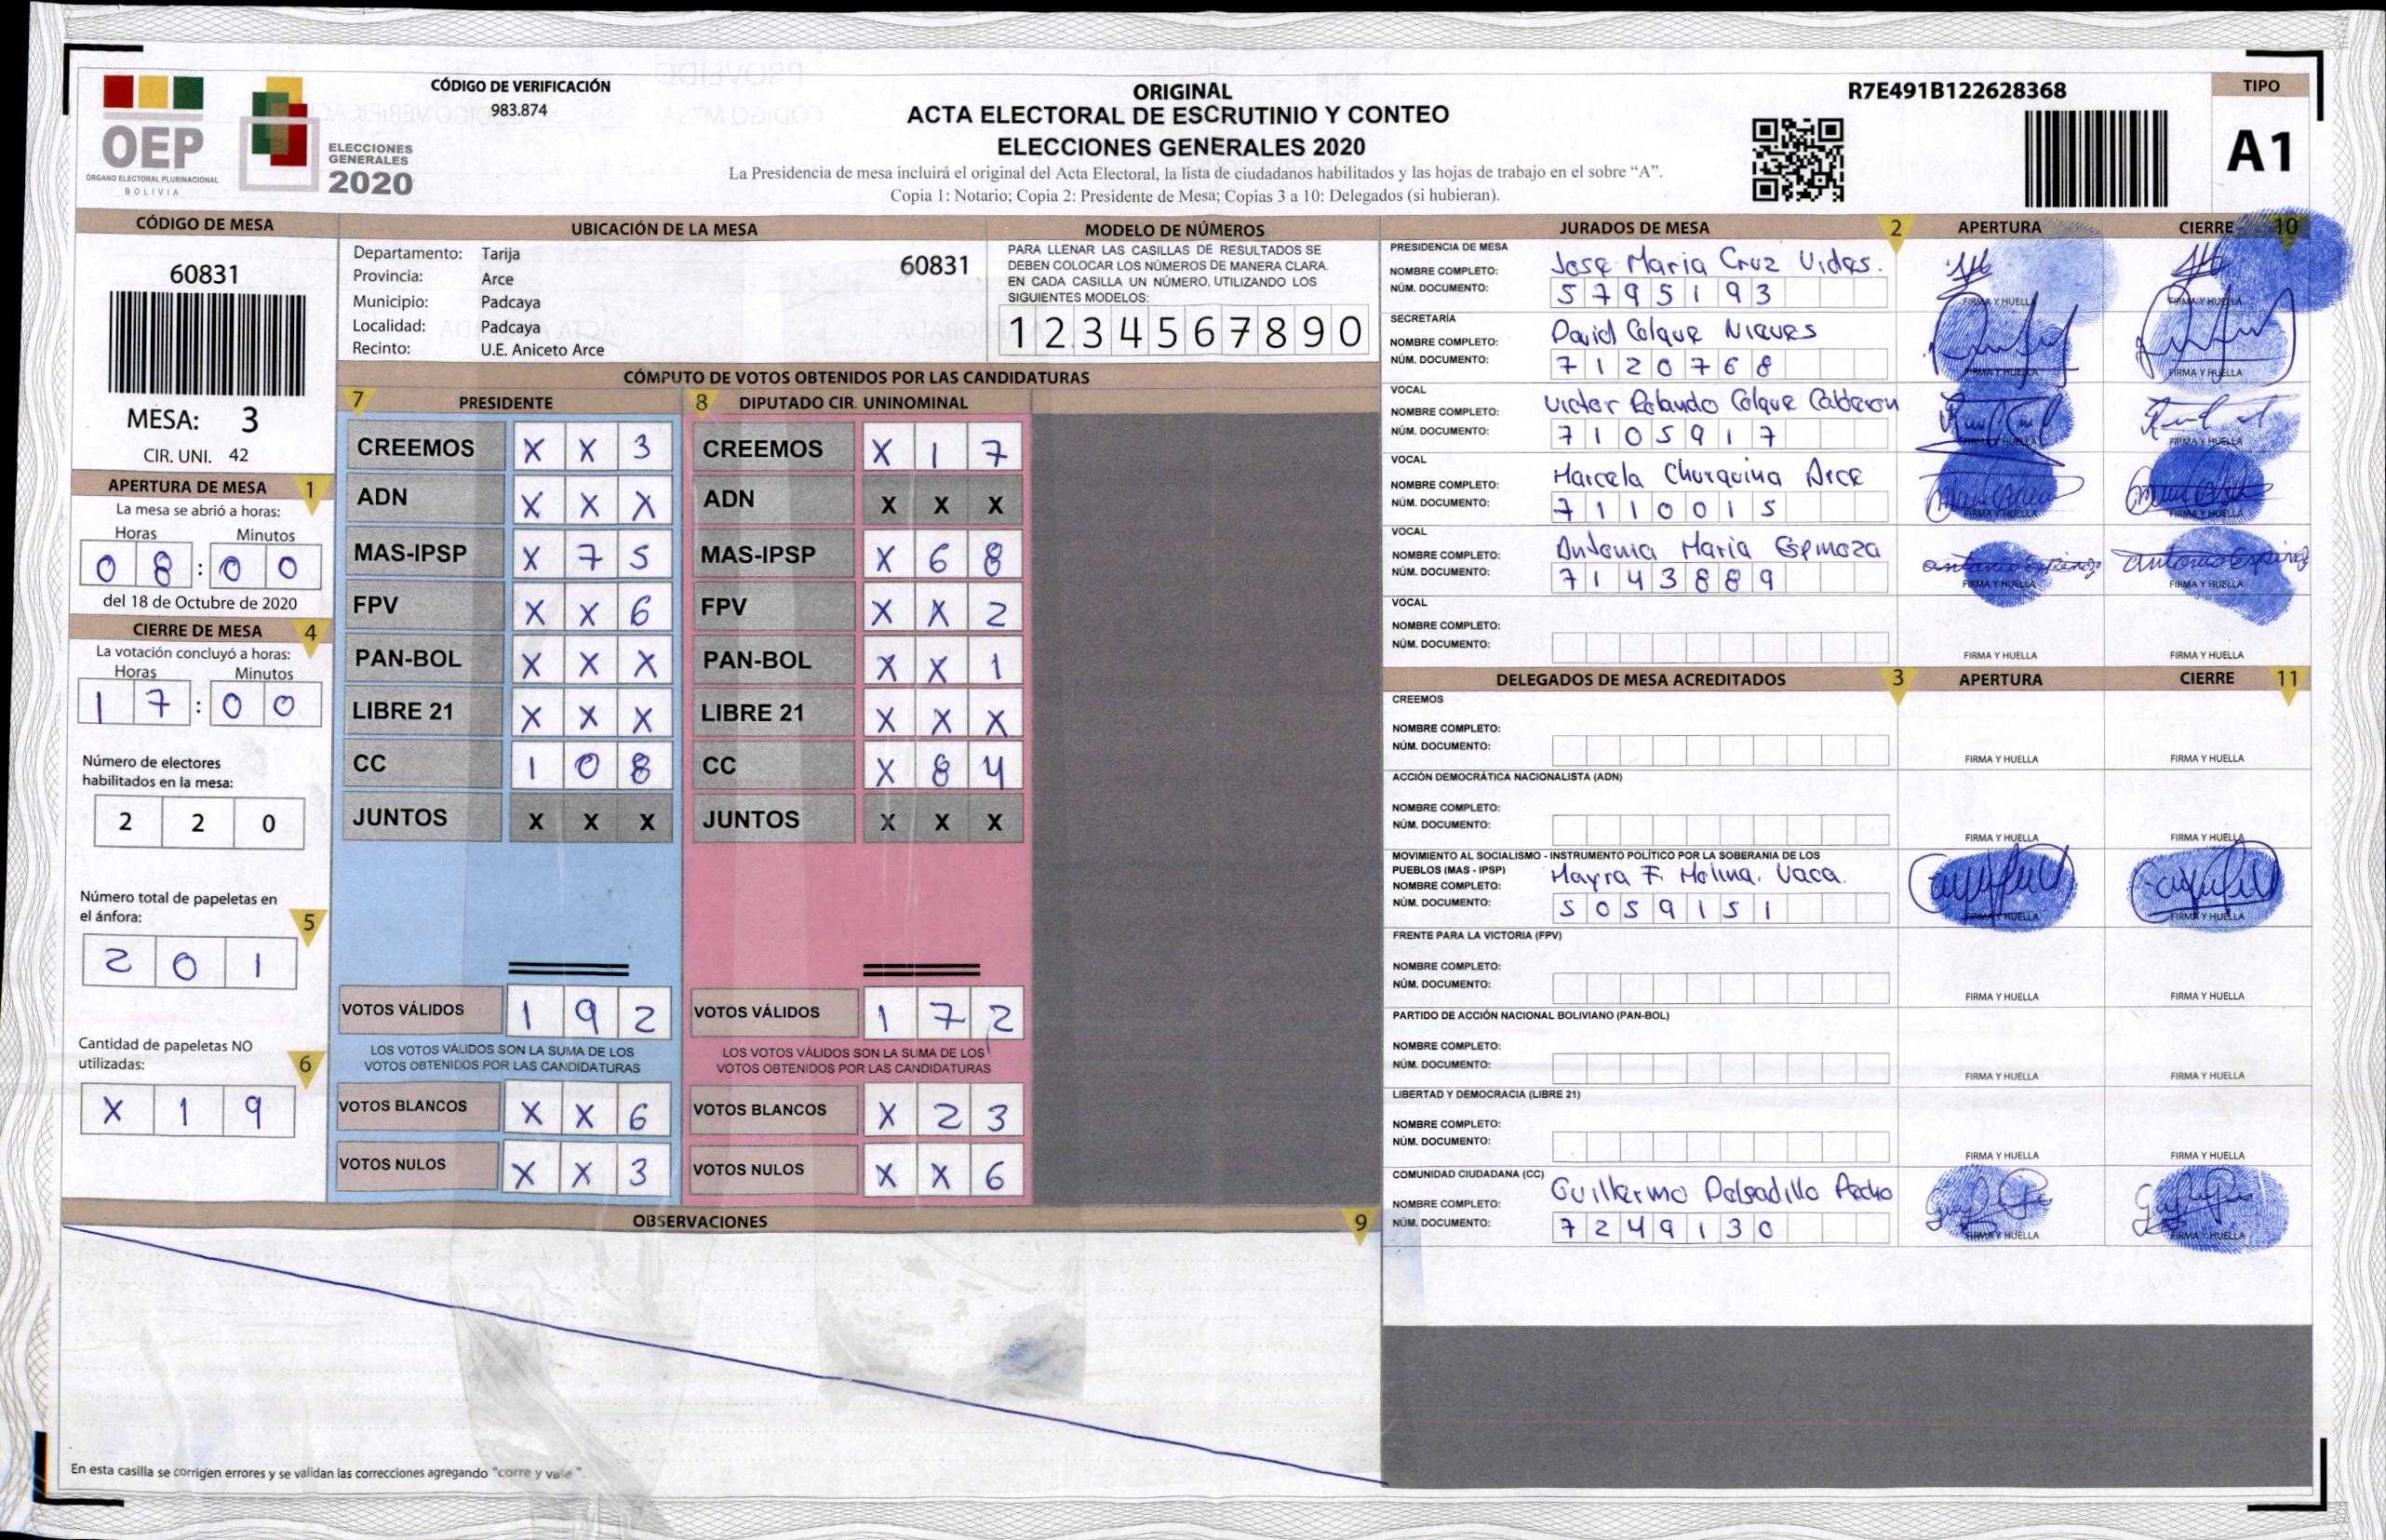 CÓDIGO DE VERIFICACIÓN
983.874
OEP
ÓRGANO ELECTORAL PLURINACIONAL
BOLIVIA
ELECCIONES
GENERALES
2020
ORIGINAL
ACTA ELECTORAL DE ESCRUTINIO Y CONTEO
ELECCIONES GENERALES 2020
La Presidencia de mesa incluirá el original del Acta Electoral, la lista de ciudadanos habilitados y las hojas de trabajo en el sobre “A”.
Copia 1: Notario; Copia 2: Presidente de Mesa; Copias 3 a 10: Delegados (si hubieran).
R7E491B122628368
TIPO
A1
CÓDIGO DE MESA
60831
MESA: 3
CIR. UNI. 42
APERTURA DE MESA 1
La mesa se abrió a horas:
Horas Minutos
0 8 : 0 0
del 18 de Octubre de 2020
CIERRE DE MESA 4
La votación concluyó a horas:
Horas Minutos
1 7 : 0 0
Número de electores
habilitados en la mesa:
2 2 0
Número total de papeletas en
el ánfora: 5
2 0 1
Cantidad de papeletas NO
utilizadas: 6
X 1 9
UBICACIÓN DE LA MESA
Departamento: Tarija
60831
Provincia: Arce
Municipio: Padcaya
Localidad: Padcaya
Recinto: U.E. Aniceto Arce
MODELO DE NÚMEROS
PARA LLENAR LAS CASILLAS DE RESULTADOS SE
DEBEN COLOCAR LOS NÚMEROS DE MANERA CLARA.
EN CADA CASILLA UN NÚMERO, UTILIZANDO LOS
SIGUIENTES MODELOS:
1 2 3 4 5 6 7 8 9 0
CÓMPUTO DE VOTOS OBTENIDOS POR LAS CANDIDATURAS
7 PRESIDENTE
CREEMOS X X 3
ADN X X X
MAS-IPSP X 7 5
FPV X X 6
PAN-BOL X X X
LIBRE 21 X X X
CC 1 0 8
JUNTOS X X X
VOTOS VÁLIDOS 1 9 2
LOS VOTOS VÁLIDOS SON LA SUMA DE LOS
VOTOS OBTENIDOS POR LAS CANDIDATURAS
VOTOS BLANCOS X X 6
VOTOS NULOS X X 3
8 DIPUTADO CIR. UNINOMINAL
CREEMOS X 1 7
ADN X X X
MAS-IPSP X 6 8
FPV X X 2
PAN-BOL X X 1
LIBRE 21 X X X
CC X 8 4
JUNTOS X X X
VOTOS VÁLIDOS 1 7 2
LOS VOTOS VÁLIDOS SON LA SUMA DE LOS
VOTOS OBTENIDOS POR LAS CANDIDATURAS
VOTOS BLANCOS X 2 3
VOTOS NULOS X X 6
OBSERVACIONES 9
En esta casilla se corrigen errores y se validan las correcciones agregando "corre y vale".
JURADOS DE MESA 2 APERTURA CIERRE 10
PRESIDENCIA DE MESA
NOMBRE COMPLETO: Jose Maria Cruz Vidas.
NÚM. DOCUMENTO: 5 7 9 5 1 9 3
FIRMA Y HUELLA FIRMA Y HUELLA
SECRETARÍA
NOMBRE COMPLETO: David Colque Nieves
NÚM. DOCUMENTO: 7 1 2 0 7 6 8
FIRMA Y HUELLA FIRMA Y HUELLA
VOCAL
NOMBRE COMPLETO: Victor Rolando Colque Calderon
NÚM. DOCUMENTO: 7 1 0 5 9 1 7
FIRMA Y HUELLA FIRMA Y HUELLA
VOCAL
NOMBRE COMPLETO: Marcela Churquina Arce
NÚM. DOCUMENTO: 7 1 1 0 0 1 5
FIRMA Y HUELLA FIRMA Y HUELLA
VOCAL
NOMBRE COMPLETO: Antonia Maria Espinoza
NÚM. DOCUMENTO: 7 1 4 3 8 8 9
FIRMA Y HUELLA FIRMA Y HUELLA
VOCAL
NOMBRE COMPLETO:
NÚM. DOCUMENTO:
FIRMA Y HUELLA FIRMA Y HUELLA
DELEGADOS DE MESA ACREDITADOS 3 APERTURA CIERRE 11
CREEMOS
NOMBRE COMPLETO:
NÚM. DOCUMENTO:
FIRMA Y HUELLA FIRMA Y HUELLA
ACCIÓN DEMOCRÁTICA NACIONALISTA (ADN)
NOMBRE COMPLETO:
NÚM. DOCUMENTO:
FIRMA Y HUELLA FIRMA Y HUELLA
MOVIMIENTO AL SOCIALISMO - INSTRUMENTO POLÍTICO POR LA SOBERANIA DE LOS
PUEBLOS (MAS - IPSP)
NOMBRE COMPLETO: Mayra F. Molina. Vaca.
NÚM. DOCUMENTO: 5 0 5 9 1 5 1
FIRMA Y HUELLA FIRMA Y HUELLA
FRENTE PARA LA VICTORIA (FPV)
NOMBRE COMPLETO:
NÚM. DOCUMENTO:
FIRMA Y HUELLA FIRMA Y HUELLA
PARTIDO DE ACCIÓN NACIONAL BOLIVIANO (PAN-BOL)
NOMBRE COMPLETO:
NÚM. DOCUMENTO:
FIRMA Y HUELLA FIRMA Y HUELLA
LIBERTAD Y DEMOCRACIA (LIBRE 21)
NOMBRE COMPLETO:
NÚM. DOCUMENTO:
FIRMA Y HUELLA FIRMA Y HUELLA
COMUNIDAD CIUDADANA (CC)
NOMBRE COMPLETO: Guillermo Delgadillo
NÚM. DOCUMENTO: 7 2 4 9 1 3 0
FIRMA Y HUELLA FIRMA Y HUELLA